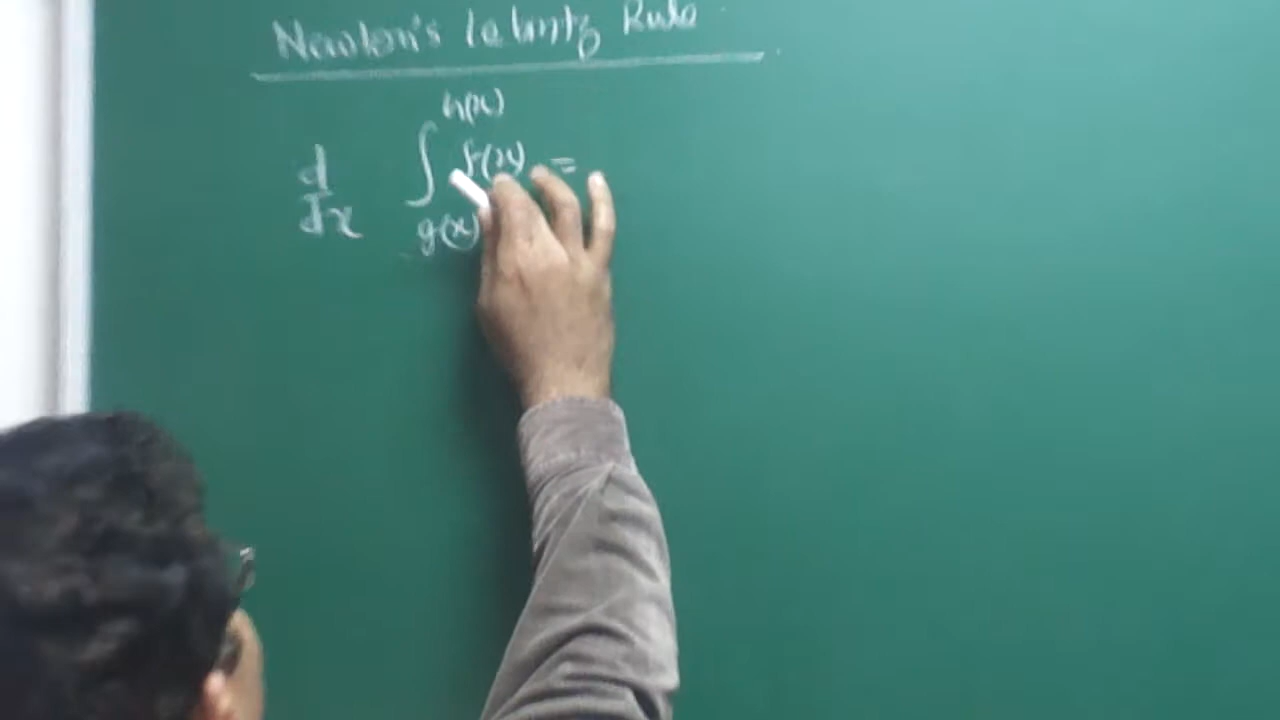 Newton's Leibnitz Rule
h(x)
d/dx ∫ f(x) =
g(x)